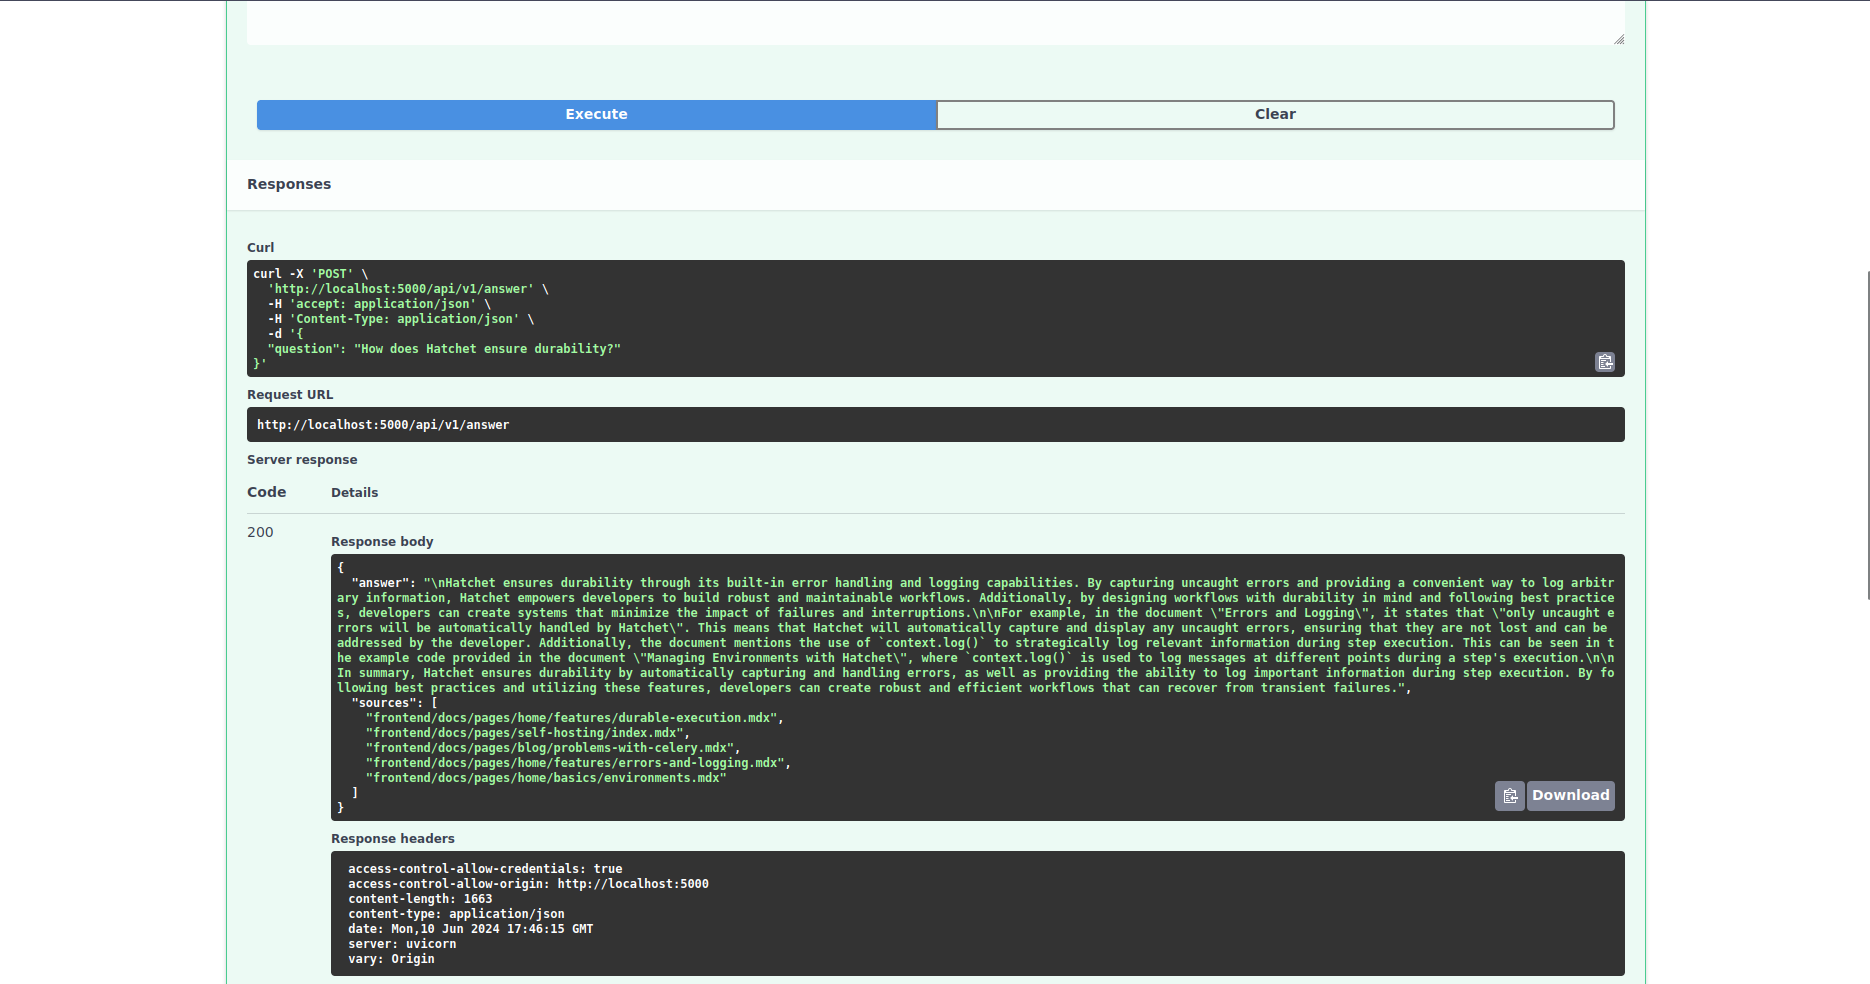 Execute
Clear
Responses
Curl
curl -X 'POST' \
  'http://localhost:5000/api/v1/answer' \
  -H 'accept: application/json' \
  -H 'Content-Type: application/json' \
  -d '{
  "question": "How does Hatchet ensure durability?"
}'
Request URL
http://localhost:5000/api/v1/answer
Server response
Code
Details
200
Response body
{
  "answer": "\nHatchet ensures durability through its built-in error handling and logging capabilities. By capturing uncaught errors and providing a convenient way to log arbitr
ary information, Hatchet empowers developers to build robust and maintainable workflows. Additionally, by designing workflows with durability in mind and following best practice
s, developers can create systems that minimize the impact of failures and interruptions.\n\nFor example, in the document \"Errors and Logging\", it states that \"only uncaught e
rrors will be automatically handled by Hatchet\". This means that Hatchet will automatically capture and display any uncaught errors, ensuring that they are not lost and can be
addressed by the developer. Additionally, the document mentions the use of `context.log()` to strategically log relevant information during step execution. This can be seen in t
he example code provided in the document \"Managing Environments with Hatchet\", where `context.log()` is used to log messages at different points during a step's execution.\n\n
In summary, Hatchet ensures durability by automatically capturing and handling errors, as well as providing the ability to log important information during step execution. By fo
llowing best practices and utilizing these features, developers can create robust and efficient workflows that can recover from transient failures.",
  "sources": [
    "frontend/docs/pages/home/features/durable-execution.mdx",
    "frontend/docs/pages/self-hosting/index.mdx",
    "frontend/docs/pages/blog/problems-with-celery.mdx",
    "frontend/docs/pages/home/features/errors-and-logging.mdx",
    "frontend/docs/pages/home/basics/environments.mdx"
  ]
}
Download
Response headers
access-control-allow-credentials: true
access-control-allow-origin: http://localhost:5000
content-length: 1663
content-type: application/json
date: Mon,10 Jun 2024 17:46:15 GMT
server: uvicorn
vary: Origin